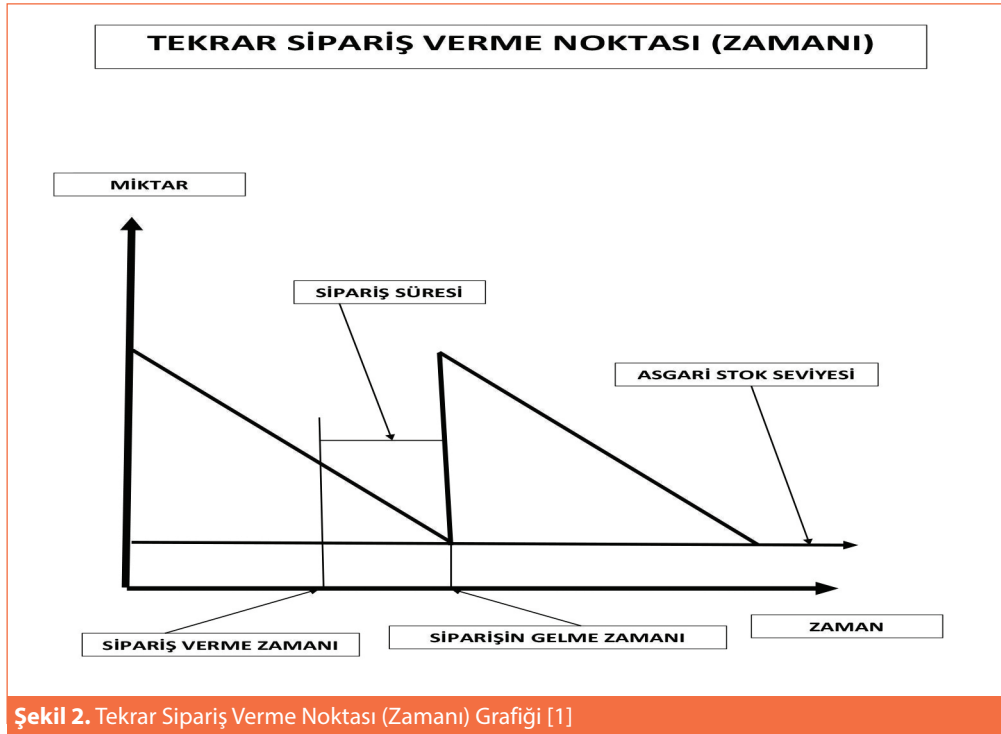 TEKRAR SİPARİŞ VERME NOKTASI (ZAMANI)
MİKTAR
SİPARİŞ SÜRESİ
ASGARİ STOK SEVİYESİ
ZAMAN
SİPARİŞ VERME ZAMANI
SİPARİŞİN GELME ZAMANI
Şekil 2. Tekrar Sipariş Verme Noktası (Zamanı) Grafiği [1]